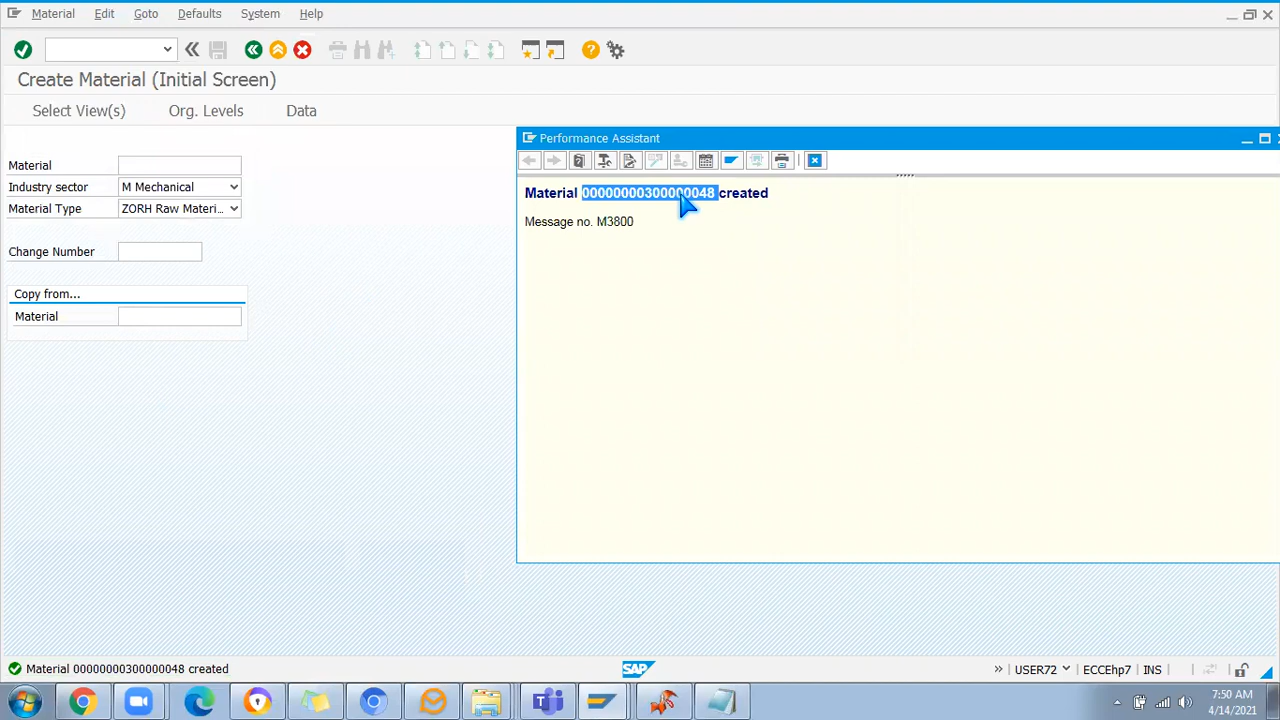 Material Edit Goto Defaults System Help
Create Material (Initial Screen)
Select View(s) Org. Levels Data
Performance Assistant
Material
Industry sector M Mechanical
Material Type ZORH Raw Materi...
Change Number
Copy from...
Material
Material 00000000300000048 created
Message no. M3800
Material 00000000300000048 created
SAP
» USER72 ECCEhp7 INS
7:50 AM
4/14/2021